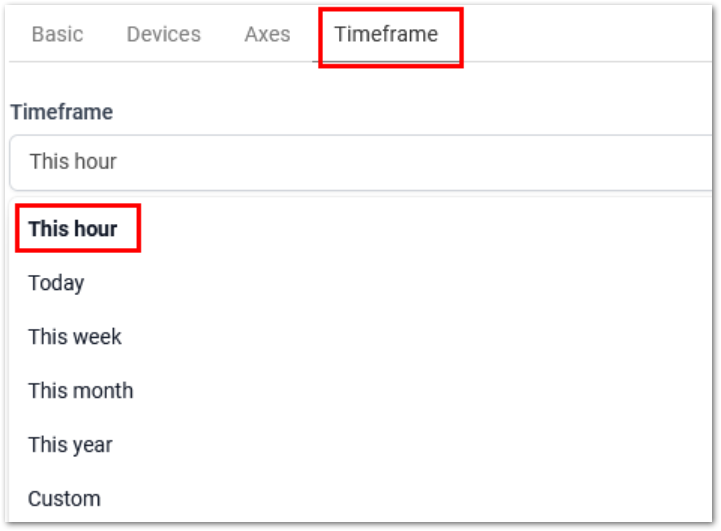 Basic Devices Axes Timeframe
Timeframe
This hour
This hour
Today
This week
This month
This year
Custom